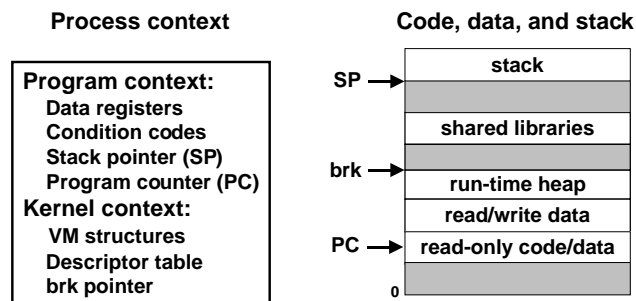 Process context
Program context:
Data registers
Condition codes
Stack pointer (SP)
Program counter (PC)
Kernel context:
VM structures
Descriptor table
brk pointer
Code, data, and stack
stack
SP
shared libraries
brk
run-time heap
read/write data
PC
read-only code/data
0